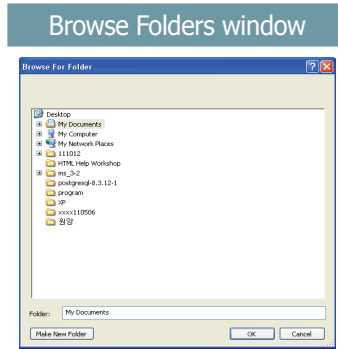 Browse Folders window
Browse For Folder
Desktop
My Documents
My Computer
My Network Places
111012
HTML Help Workshop
ins_3-2
postgresql-8.3.12-1
program
XP
xxxx110506
원양
Folder: My Documents
Make New Folder OK Cancel